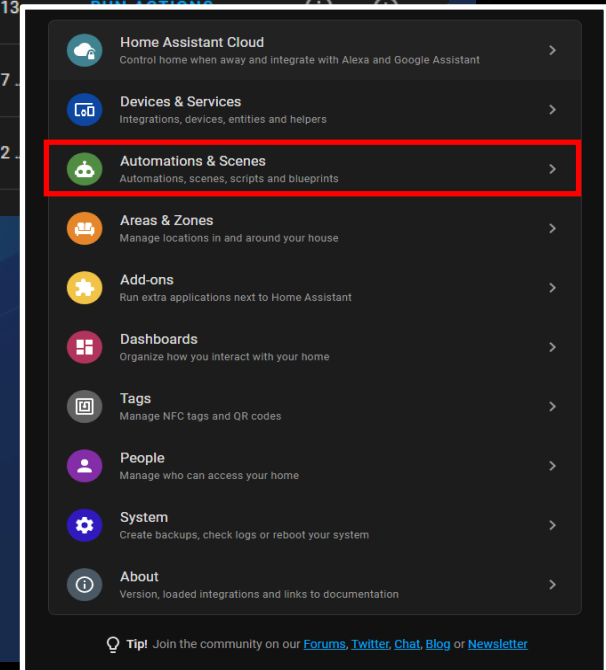 13
RUN ACTIONS
Home Assistant Cloud
Control home when away and integrate with Alexa and Google Assistant
7 .
Devices & Services
Integrations, devices, entities and helpers
2 .
Automations & Scenes
Automations, scenes, scripts and blueprints
Areas & Zones
Manage locations in and around your house
Add-ons
Run extra applications next to Home Assistant
Dashboards
Organize how you interact with your home
Tags
Manage NFC tags and QR codes
People
Manage who can access your home
System
Create backups, check logs or reboot your system
About
Version, loaded integrations and links to documentation
Tip! Join the community on our Forums, Twitter, Chat, Blog or Newsletter